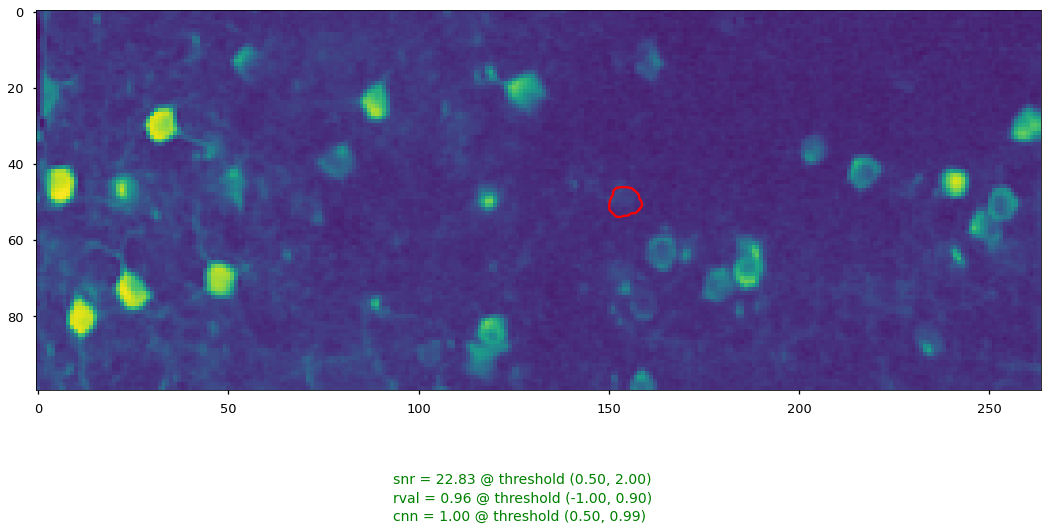 0
20
40
60
80
0 50 100 150 200 250
snr = 22.83 @ threshold (0.50, 2.00)
rval = 0.96 @ threshold (-1.00, 0.90)
cnn = 1.00 @ threshold (0.50, 0.99)